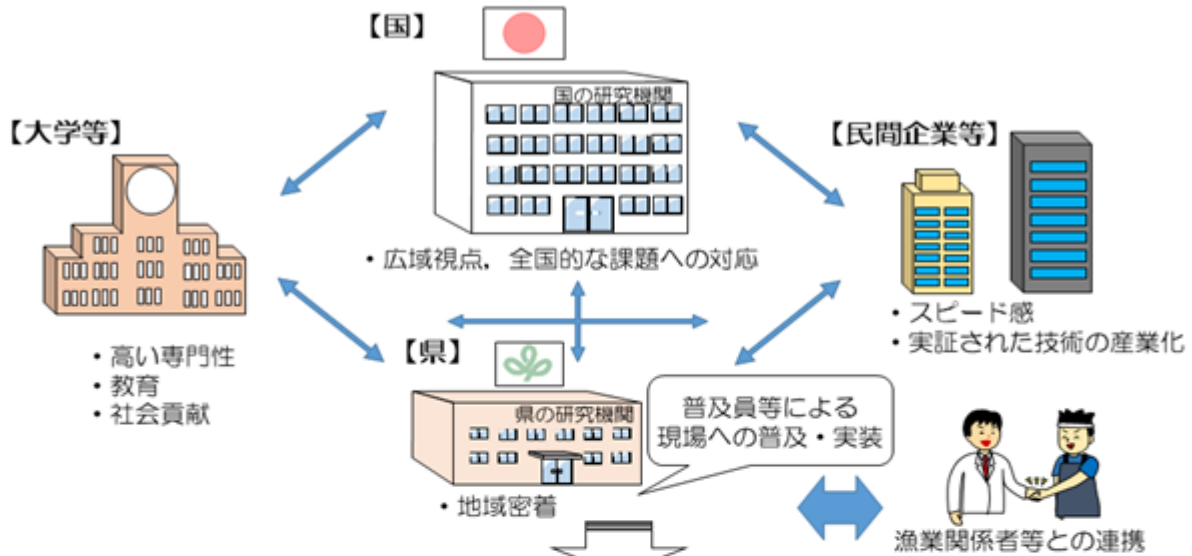 【国】
国の研究機関
【大学等】
【民間企業等】
・広域視点，全国的な課題への対応
・スピード感
・実証された技術の産業化
・高い専門性
・教育
・社会貢献
【県】
県の研究機関
普及員等による
現場への普及・実装
・地域密着
漁業関係者等との連携